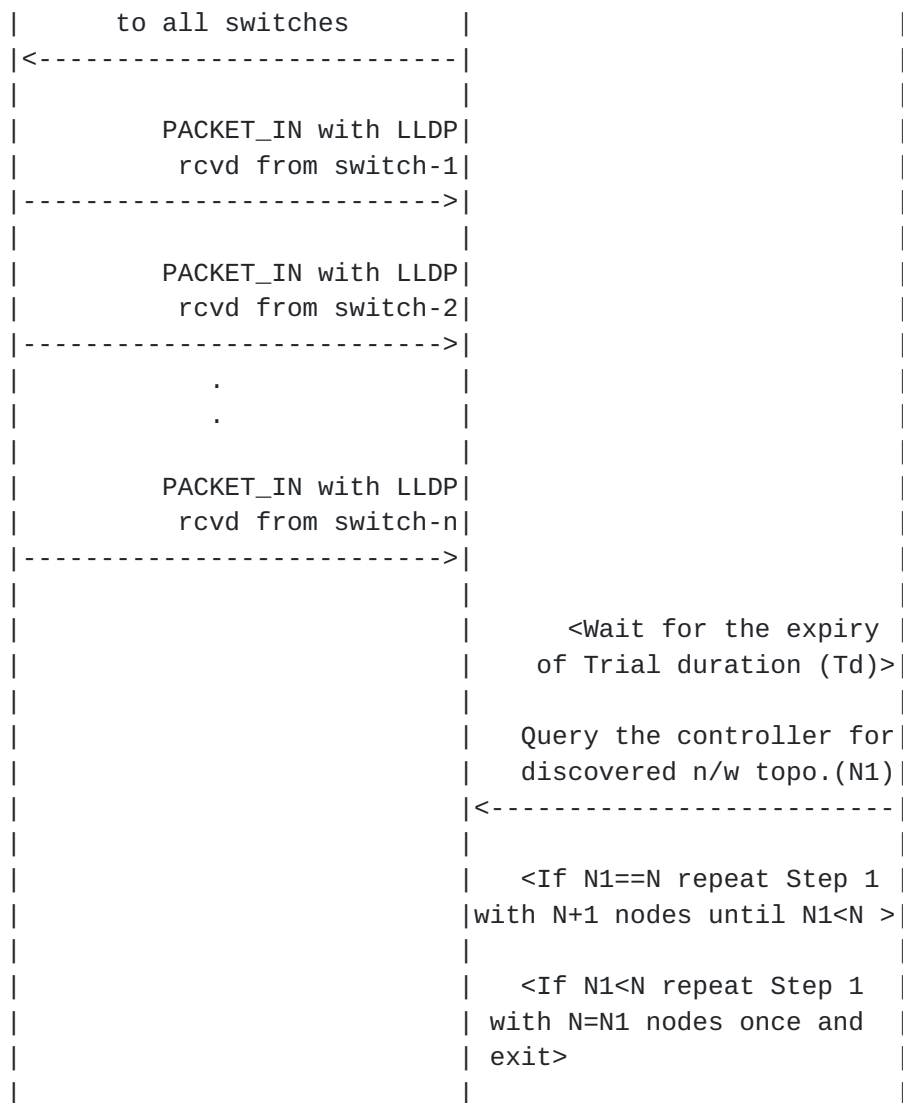 to all switches
PACKET_IN with LLDP
rcvd from switch-1
PACKET_IN with LLDP
rcvd from switch-2
.
.
PACKET_IN with LLDP
rcvd from switch-n
<Wait for the expiry
of Trial duration (Td)>
Query the controller for
discovered n/w topo.(N1)
<If N1==N repeat Step 1
with N+1 nodes until N1<N >
<If N1<N repeat Step 1
with N=N1 nodes once and
exit>